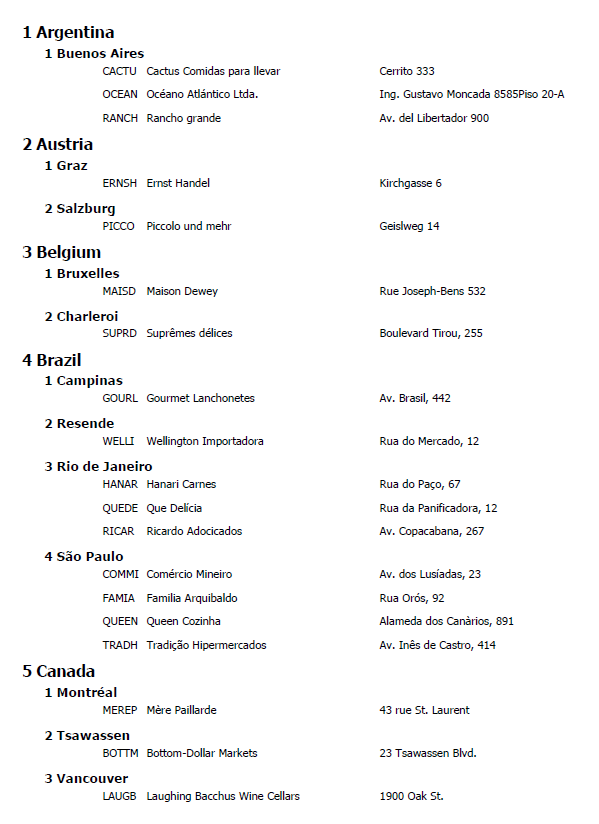 1 Argentina
1 Buenos Aires
CACTU Cactus Comidas para llevar Cerrito 333
OCEAN Océano Atlántico Ltda. Ing. Gustavo Moncada 8585Piso 20-A
RANCH Rancho grande Av. del Libertador 900
2 Austria
1 Graz
ERNSH Ernst Handel Kirchgasse 6
2 Salzburg
PICCO Piccolo und mehr Geislweg 14
3 Belgium
1 Bruxelles
MAISD Maison Dewey Rue Joseph-Bens 532
2 Charleroi
SUPRD Suprêmes délices Boulevard Tirou, 255
4 Brazil
1 Campinas
GOURL Gourmet Lanchonetes Av. Brasil, 442
2 Resende
WELLI Wellington Importadora Rua do Mercado, 12
3 Rio de Janeiro
HANAR Hanari Carnes Rua do Paço, 67
QUEDE Que Delícia Rua da Panificadora, 12
RICAR Ricardo Adocicados Av. Copacabana, 267
4 São Paulo
COMMI Comércio Mineiro Av. dos Lusíadas, 23
FAMIA Familia Arquibaldo Rua Orós, 92
QUEEN Queen Cozinha Alameda dos Canàrios, 891
TRADH Tradição Hipermercados Av. Inês de Castro, 414
5 Canada
1 Montréal
MEREP Mère Paillarde 43 rue St. Laurent
2 Tsawassen
BOTTM Bottom-Dollar Markets 23 Tsawassen Blvd.
3 Vancouver
LAUGB Laughing Bacchus Wine Cellars 1900 Oak St.